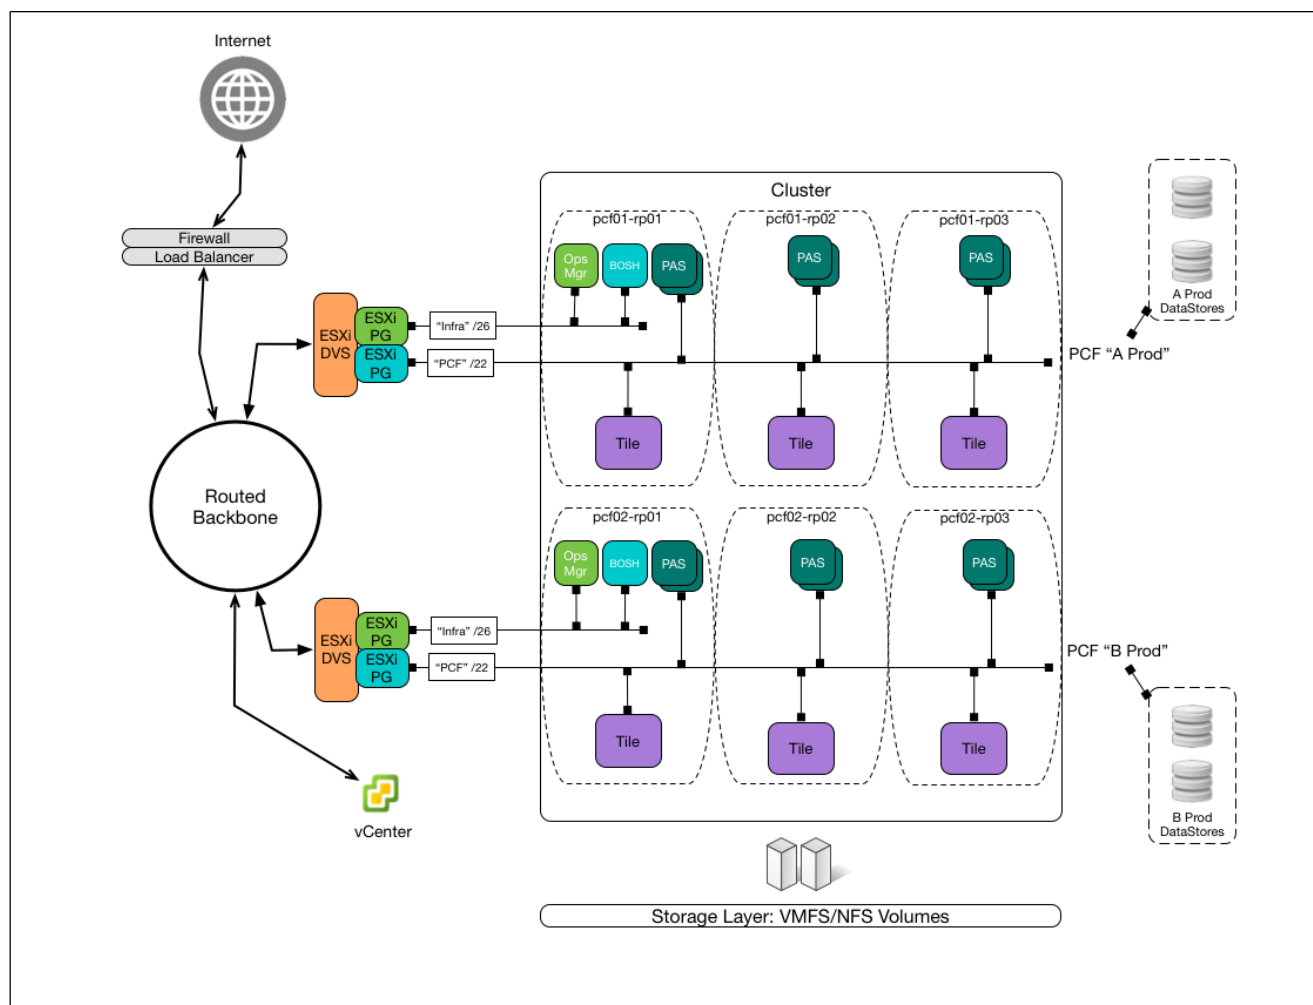 Internet
Firewall
Load Balancer
Cluster
pcf01-rp01
pcf01-rp02
pcf01-rp03
Ops
Mgr
BOSH
PAS
PAS
PAS
ESXi
DVS
ESXi
PG
ESXi
PG
“Infra” /26
“PCF” /22
Tile
Tile
Tile
A Prod
DataStores
PCF “A Prod”
Routed
Backbone
pcf02-rp01
pcf02-rp02
pcf02-rp03
Ops
Mgr
BOSH
PAS
PAS
PAS
ESXi
DVS
ESXi
PG
ESXi
PG
“Infra” /26
“PCF” /22
Tile
Tile
Tile
PCF “B Prod”
B Prod
DataStores
vCenter
Storage Layer: VMFS/NFS Volumes